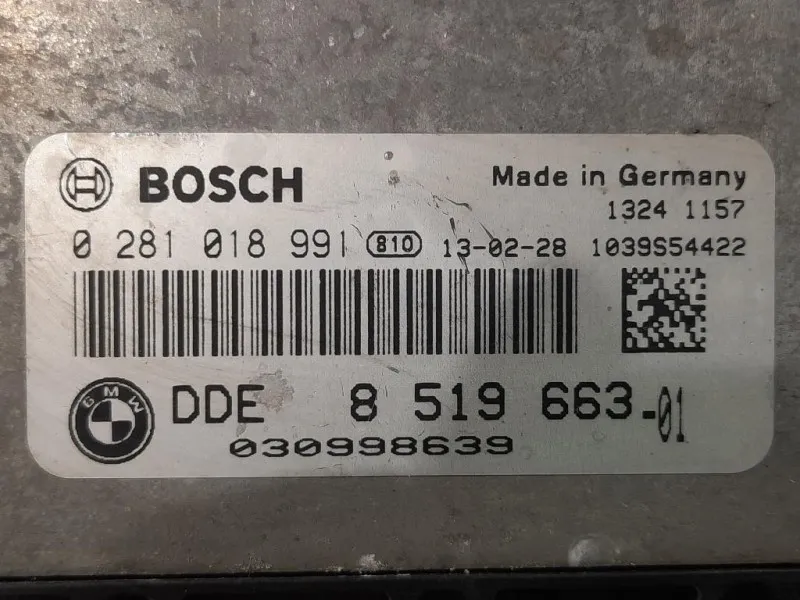 BOSCH
Made in Germany
1324 1157
0 281 018 991 810 13-02-28 1039S54422
BMW
DDE 8 519 663-01
030998639